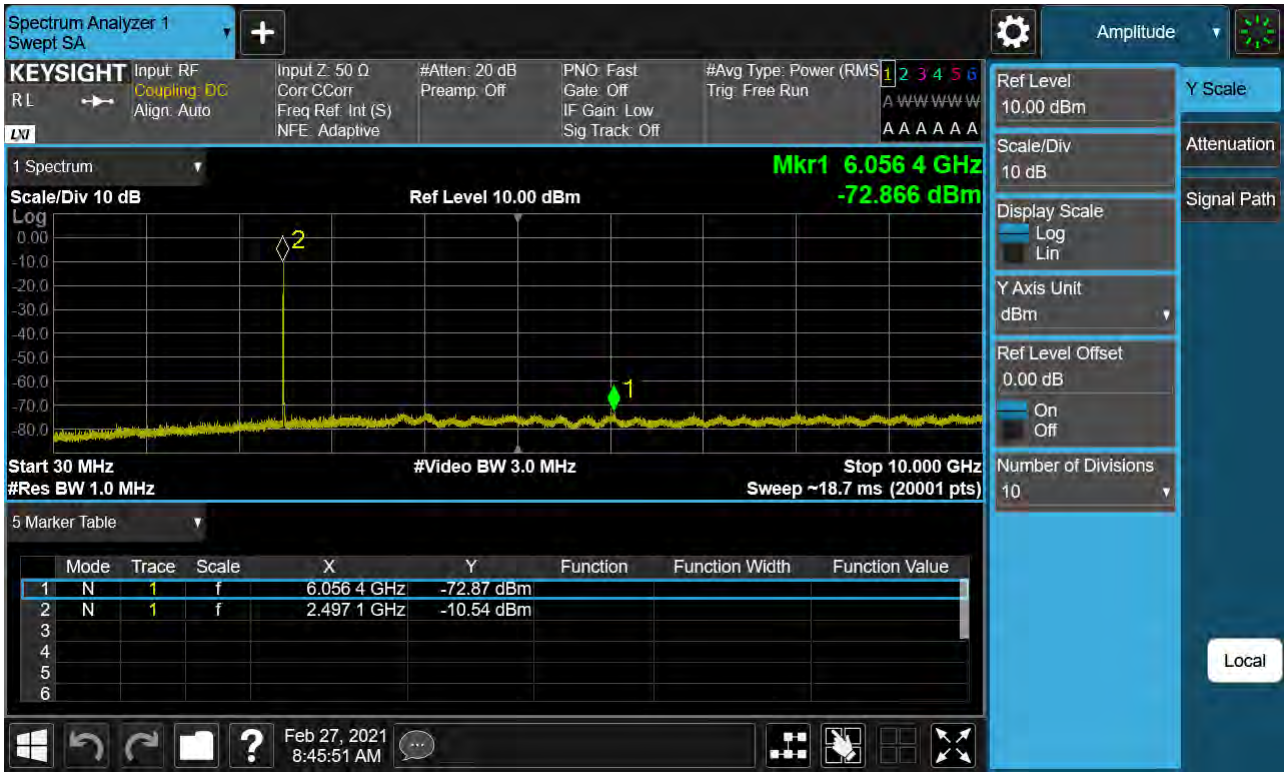 Spectrum Analyzer 1
Swept SA
Amplitude
KEYSIGHT
RL
LXI
Input: RF
Coupling: DC
Align: Auto
Input Z: 50 Ω
Corr CCorr
Freq Ref: Int (S)
NFE: Adaptive
#Atten: 20 dB
Preamp: Off
PNO: Fast
Gate: Off
IF Gain: Low
Sig Track: Off
#Avg Type: Power (RMS
Trig: Free Run
1 2 3 4 5 6
A W W W W W
A A A A A A
1 Spectrum
Mkr1 6.056 4 GHz
Scale/Div 10 dB
Ref Level 10.00 dBm
-72.866 dBm
Log
0.00
-10.0
-20.0
-30.0
-40.0
-50.0
-60.0
-70.0
-80.0
2
1
Start 30 MHz
#Video BW 3.0 MHz
Stop 10.000 GHz
#Res BW 1.0 MHz
Sweep ~18.7 ms (20001 pts)
5 Marker Table
Mode Trace Scale X Y Function Function Width Function Value
1 N 1 f 6.056 4 GHz -72.87 dBm
2 N 1 f 2.497 1 GHz -10.54 dBm
3
4
5
6
Ref Level
10.00 dBm
Scale/Div
10 dB
Display Scale
Log
Lin
Y Axis Unit
dBm
Ref Level Offset
0.00 dB
On
Off
Number of Divisions
10
Y Scale
Attenuation
Signal Path
Local
?
Feb 27, 2021
8:45:51 AM